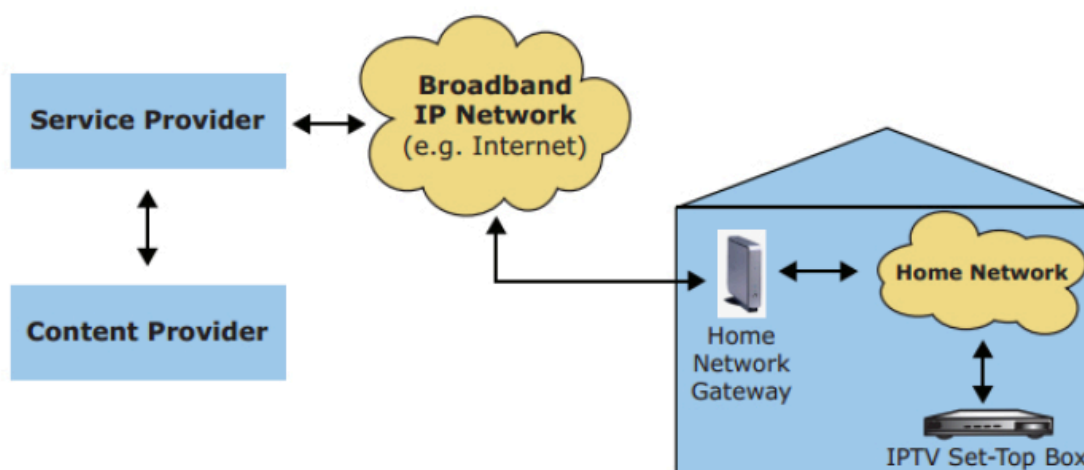 Service Provider
Broadband
IP Network
(e.g. Internet)
Content Provider
Home
Network
Gateway
Home Network
IPTV Set-Top Box